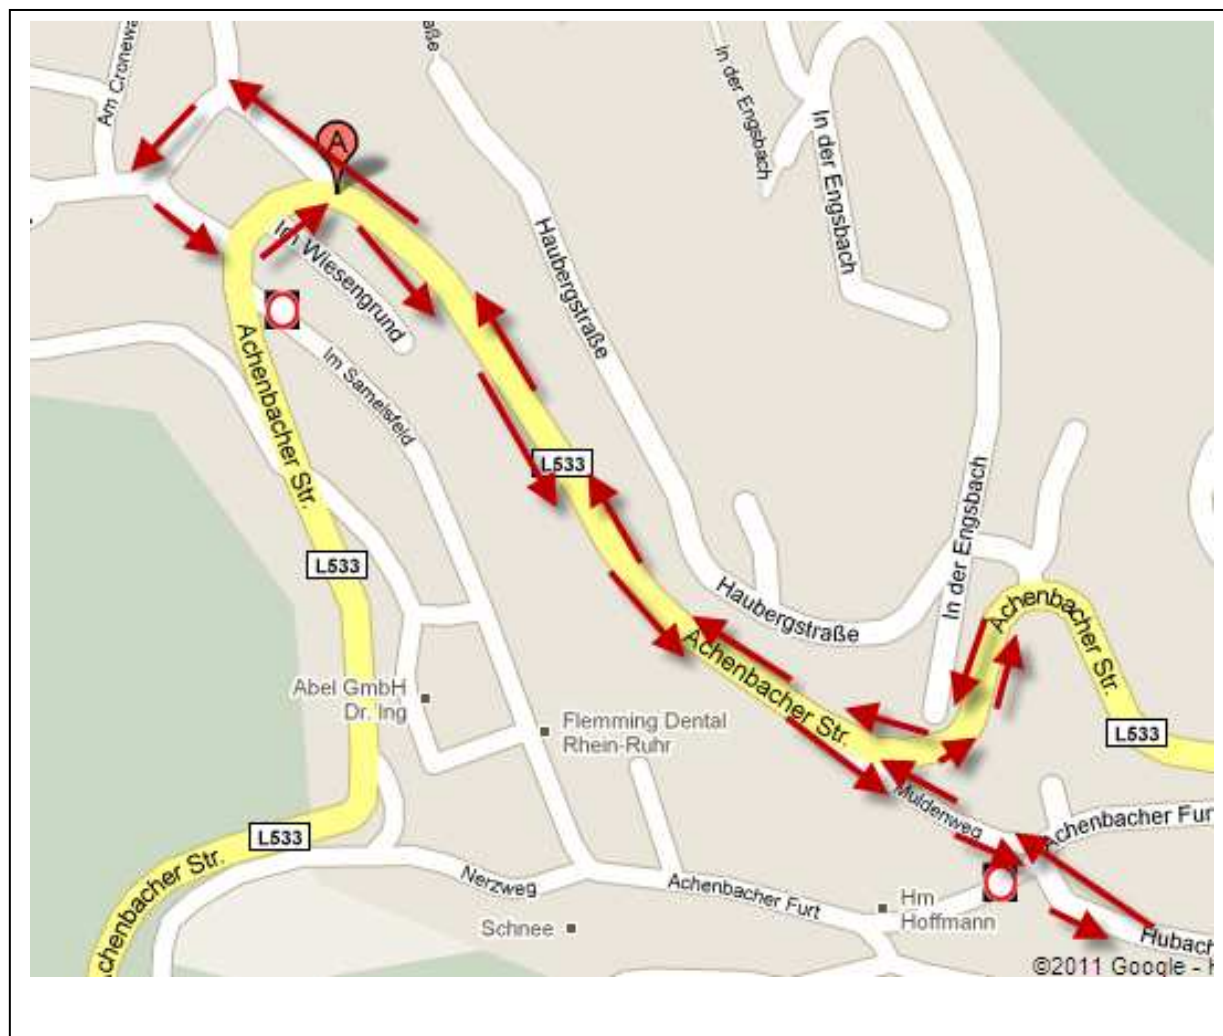 Am Cronewa
aße
In der Engsbach
In der Engsbach
A
Im Wiesengrund
Haubergstraße
Achenbacher Str.
Im Samelsfeld
L533
L533
In der Engsbach
Haubergstraße
Achenbacher Str.
Achenbacher Str.
Abel GmbH
Dr. Ing
Flemming Dental
Rhein-Ruhr
L533
Muldenweg
L533
Achenbacher Fur
Achenbacher Str.
Nerzweg
Achenbacher Furt
Hm
Hoffmann
Schnee
Hubach
©2011 Google -